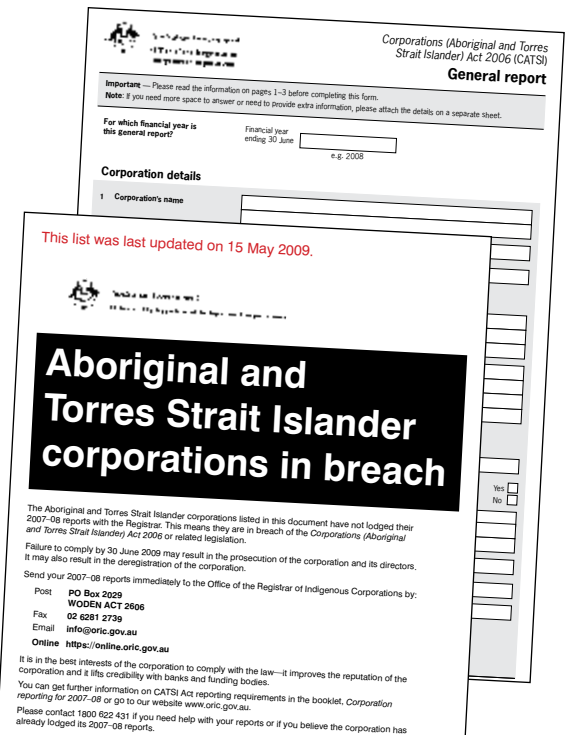 Corporations (Aboriginal and Torres
Strait Islander) Act 2006 (CATSI)
General report
Important — Please read the information on pages 1–3 before completing this form.
Note: If you need more space to answer or need to provide extra information, please attach the details on a separate sheet.
For which financial year is
this general report?
Financial year
ending 30 June
e.g. 2008
Corporation details
1 Corporation's name
Yes
No
This list was last updated on 15 May 2009.
Aboriginal and
Torres Strait Islander
corporations in breach
The Aboriginal and Torres Strait Islander corporations listed in this document have not lodged their
2007–08 reports with the Registrar. This means they are in breach of the Corporations (Aboriginal
and Torres Strait Islander) Act 2006 or related legislation.
Failure to comply by 30 June 2009 may result in the prosecution of the corporation and its directors.
It may also result in the deregistration of the corporation.
Send your 2007–08 reports immediately to the Office of the Registrar of Indigenous Corporations by:
Post PO Box 2029
WODEN ACT 2606
Fax 02 6281 2739
Email info@oric.gov.au
Online https://online.oric.gov.au
It is in the best interests of the corporation to comply with the law—it improves the reputation of the
corporation and it lifts credibility with banks and funding bodies.
You can get further information on CATSI Act reporting requirements in the booklet, Corporation
reporting for 2007–08 or go to our website www.oric.gov.au.
Please contact 1800 622 431 if you need help with your reports or if you believe the corporation has
already lodged its 2007–08 reports.